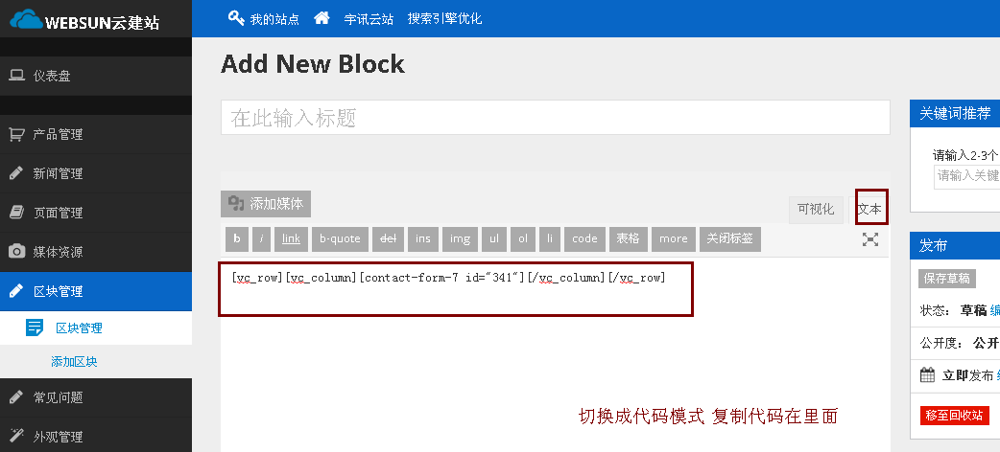 WEBSUN云建站
我的站点 宇讯云站 搜索引擎优化
仪表盘
产品管理
新闻管理
页面管理
媒体资源
区块管理
区块管理
添加区块
常见问题
外观管理
Add New Block
在此输入标题
添加媒体
可视化 文本
b i link b-quote del ins img ul ol li code 表格 more 关闭标签
[vc_row][vc_column][contact-form-7 id="341"][/vc_column][/vc_row]
切换成代码模式 复制代码在里面
关键词推荐
请输入2-3个
请输入关键
发布
保存草稿
状态： 草稿 编
公开度： 公开
立即发布
移至回收站